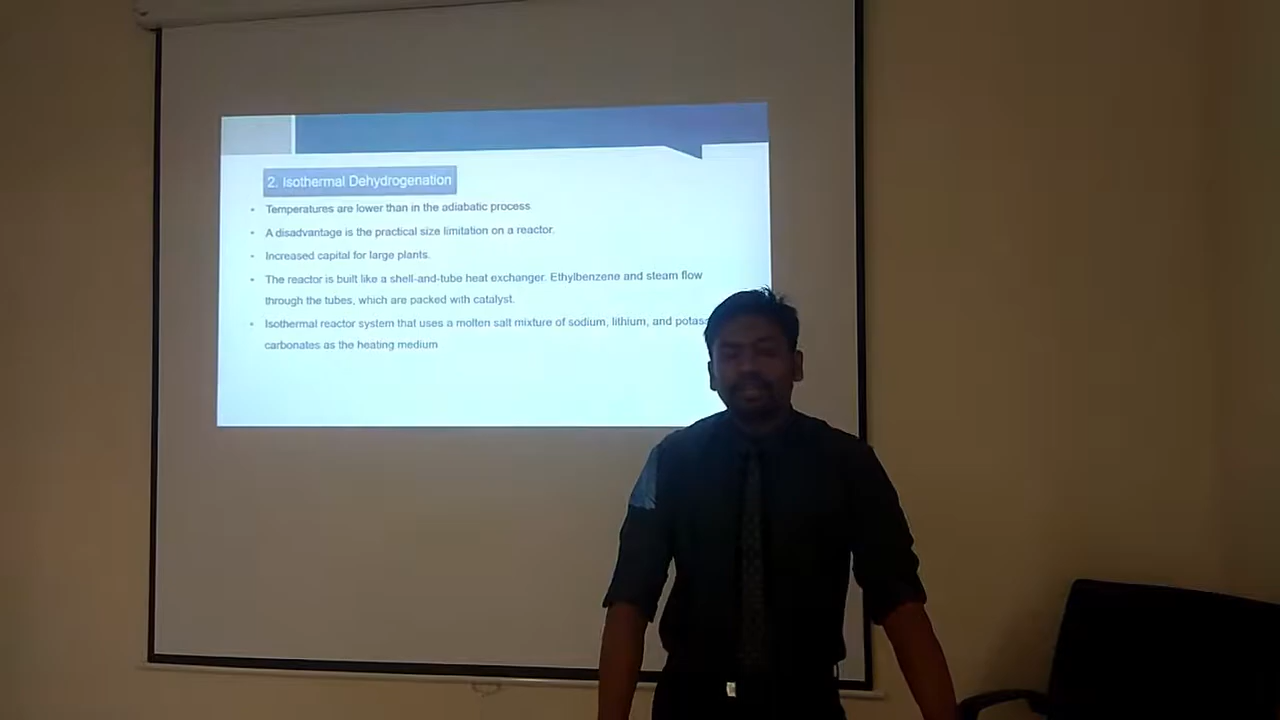 2. Isothermal Dehydrogenation
• Temperatures are lower than in the adiabatic process
• A disadvantage is the practical size limitation on a reactor.
• Increased capital for large plants.
• The reactor is built like a shell-and-tube heat exchanger. Ethylbenzene and steam flow
through the tubes, which are packed with catalyst.
• Isothermal reactor system that uses a molten salt mixture of sodium, lithium, and
carbonates as the heating medium